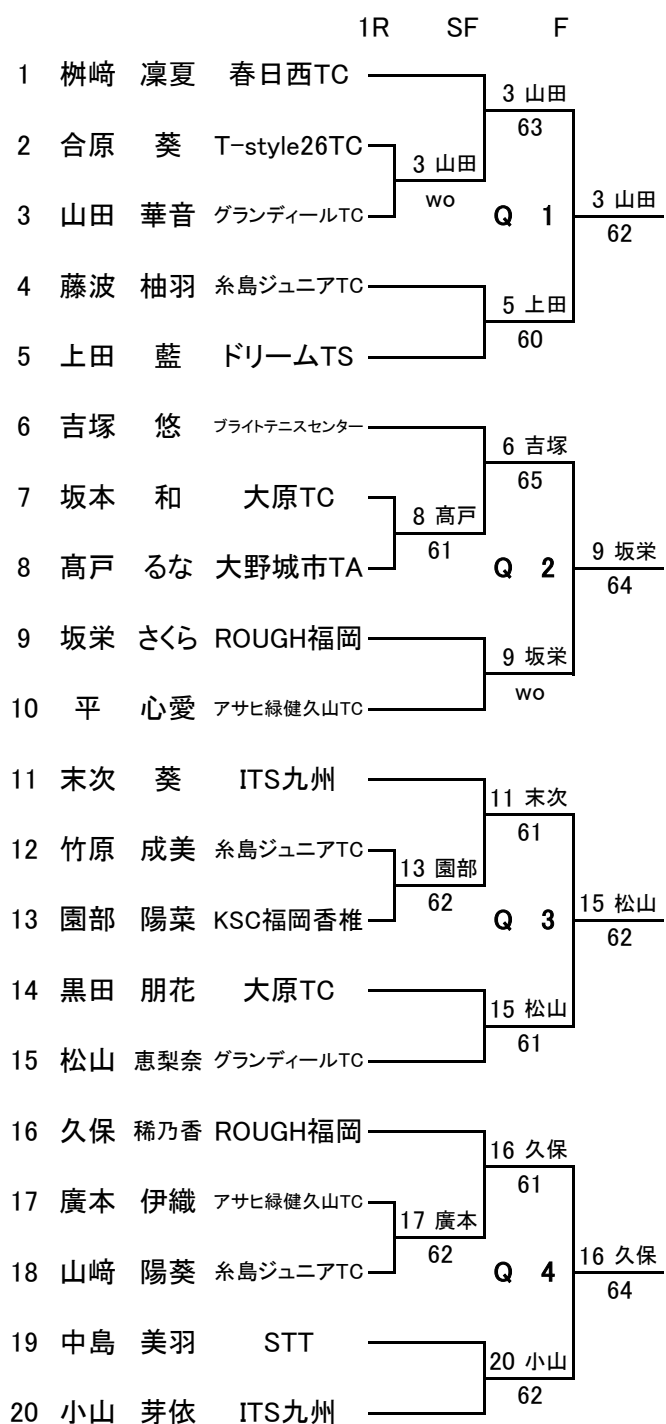 1R SF F
1 桝﨑 凜夏 春日西TC
3 山田
63
2 合原 葵 T-style26TC
3 山田
wo
3 山田 華音 グランディールTC
Q 1
3 山田
62
4 藤波 柚羽 糸島ジュニアTC
5 上田
60
5 上田 藍 ドリームTS
6 吉塚 悠 ブライトテニスセンター
6 吉塚
65
7 坂本 和 大原TC
8 髙戸
61
8 髙戸 るな 大野城市TA
Q 2
9 坂栄
64
9 坂栄 さくら ROUGH福岡
9 坂栄
wo
10 平 心愛 アサヒ緑健久山TC
11 末次 葵 ITS九州
11 末次
61
12 竹原 成美 糸島ジュニアTC
13 園部
62
13 園部 陽菜 KSC福岡香椎
Q 3
15 松山
62
14 黒田 朋花 大原TC
15 松山
61
15 松山 恵梨奈 グランディールTC
16 久保 稀乃香 ROUGH福岡
16 久保
61
17 廣本 伊織 アサヒ緑健久山TC
17 廣本
62
18 山﨑 陽葵 糸島ジュニアTC
Q 4
16 久保
64
19 中島 美羽 STT
20 小山
62
20 小山 芽依 ITS九州